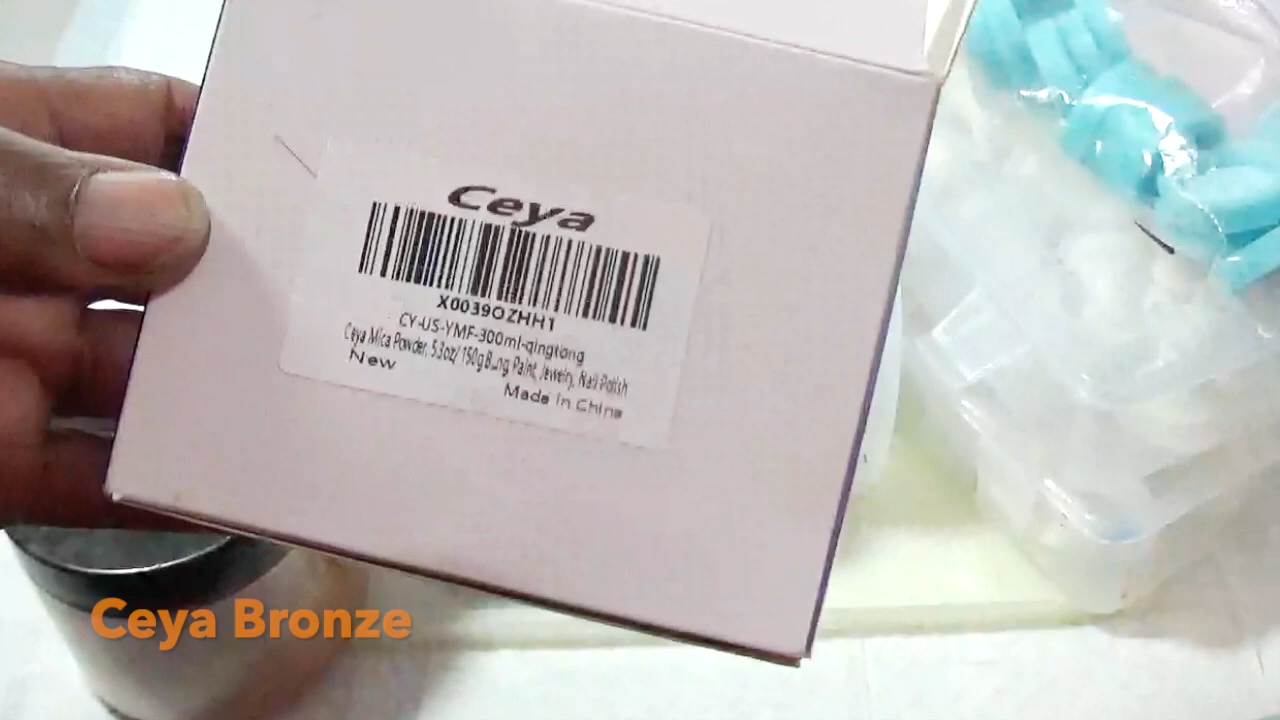 Ceya
X0039OZHH1
CY-US-YMF-300ml-qingtong
Ceya Mica Powder, 5.3oz/150g B...ng Paint, Jewelry, Nail Polish
New
Made in China
Ceya Bronze